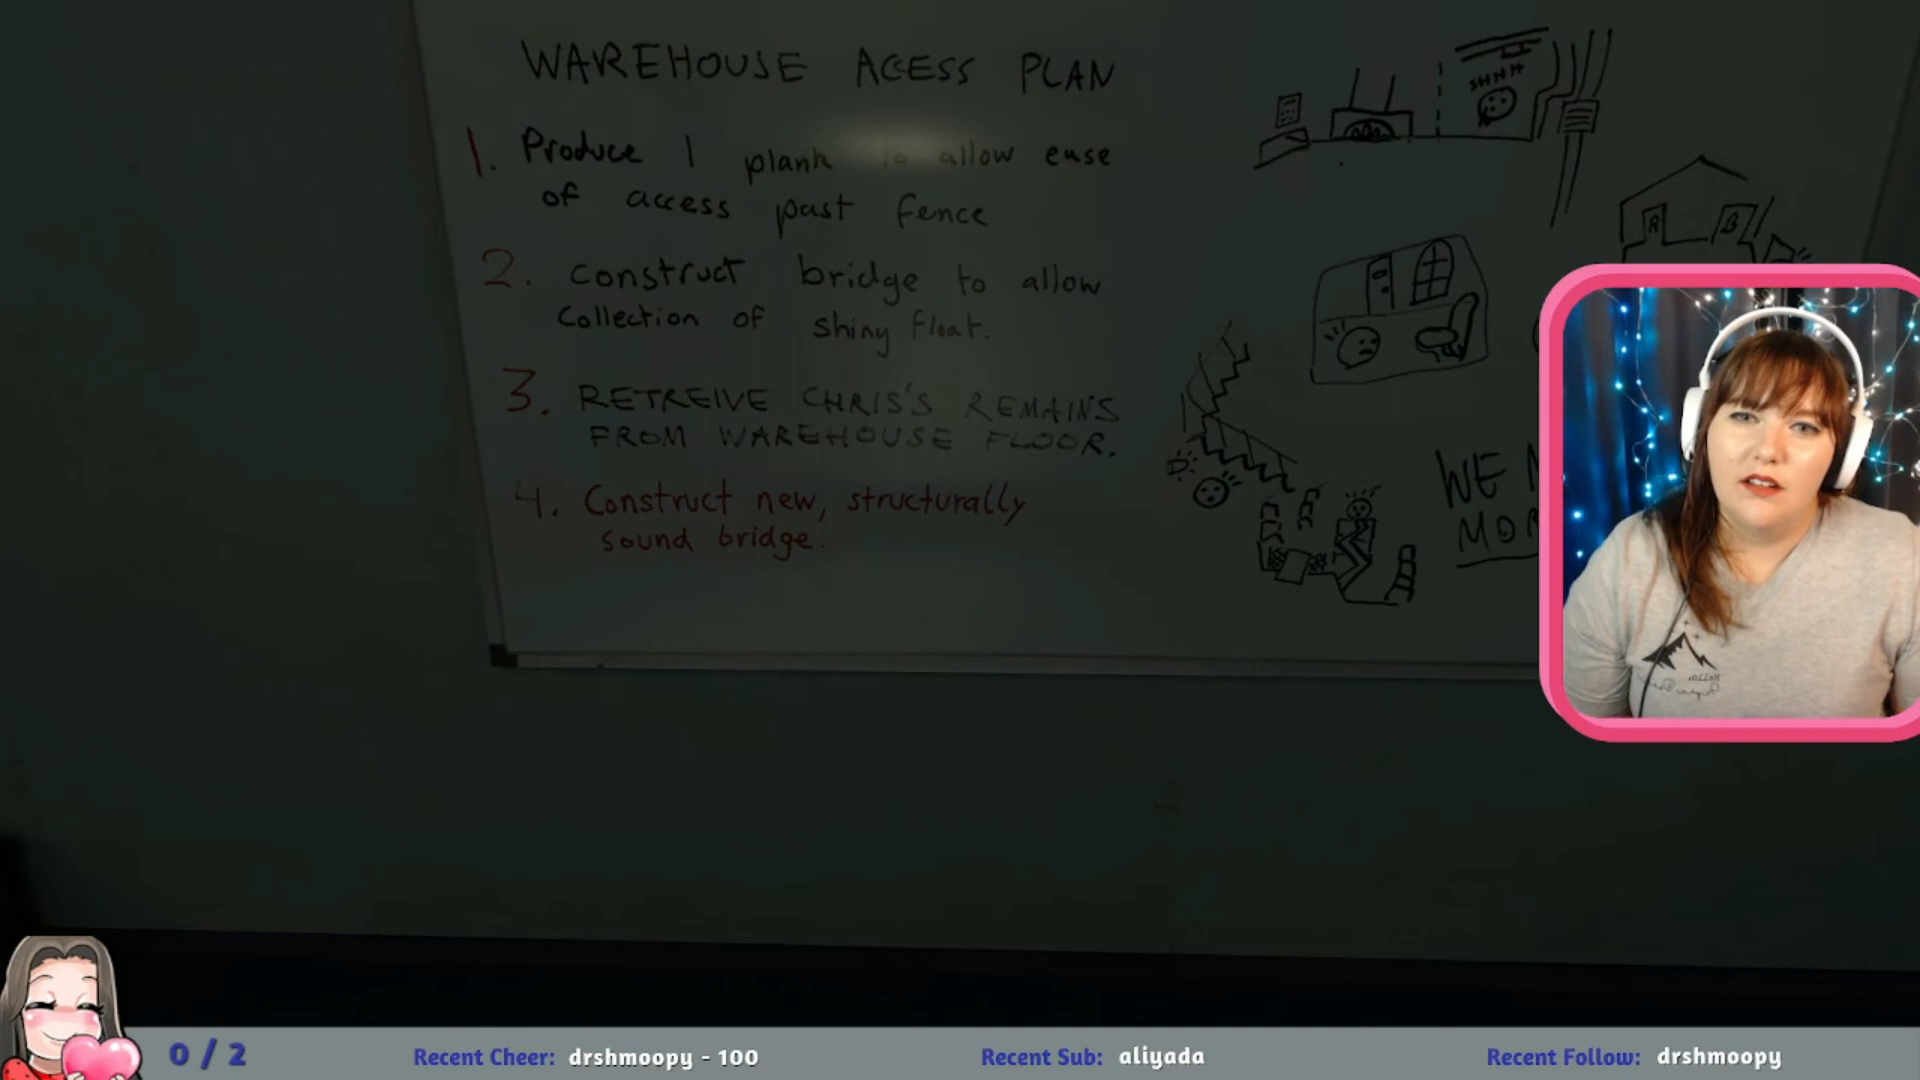 WAREHOUSE ACESS PLAN
1. Produce 1 plank to allow ease
of access past fence
2. Construct bridge to allow
Collection of shiny float.
3. RETREIVE CHRIS'S REMAINS
FROM WAREHOUSE FLOOR.
4. Construct new, structurally
sound bridge.
SHHH
R
B
WE
0 / 2
Recent Cheer: drshmoopy - 100
Recent Sub: aliyada
Recent Follow: drshmoopy